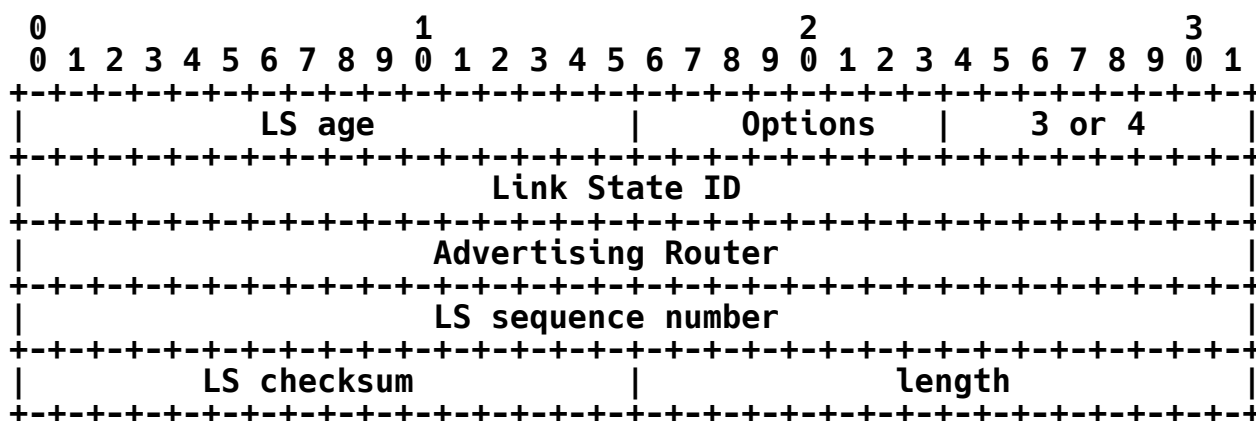 0                   1                   2                   3
 0 1 2 3 4 5 6 7 8 9 0 1 2 3 4 5 6 7 8 9 0 1 2 3 4 5 6 7 8 9 0 1
+-+-+-+-+-+-+-+-+-+-+-+-+-+-+-+-+-+-+-+-+-+-+-+-+-+-+-+-+-+-+-+-+
|            LS age             |     Options   |    3 or 4     |
+-+-+-+-+-+-+-+-+-+-+-+-+-+-+-+-+-+-+-+-+-+-+-+-+-+-+-+-+-+-+-+-+
|                        Link State ID                          |
+-+-+-+-+-+-+-+-+-+-+-+-+-+-+-+-+-+-+-+-+-+-+-+-+-+-+-+-+-+-+-+-+
|                     Advertising Router                        |
+-+-+-+-+-+-+-+-+-+-+-+-+-+-+-+-+-+-+-+-+-+-+-+-+-+-+-+-+-+-+-+-+
|                     LS sequence number                        |
+-+-+-+-+-+-+-+-+-+-+-+-+-+-+-+-+-+-+-+-+-+-+-+-+-+-+-+-+-+-+-+-+
|         LS checksum           |             length            |
+-+-+-+-+-+-+-+-+-+-+-+-+-+-+-+-+-+-+-+-+-+-+-+-+-+-+-+-+-+-+-+-+